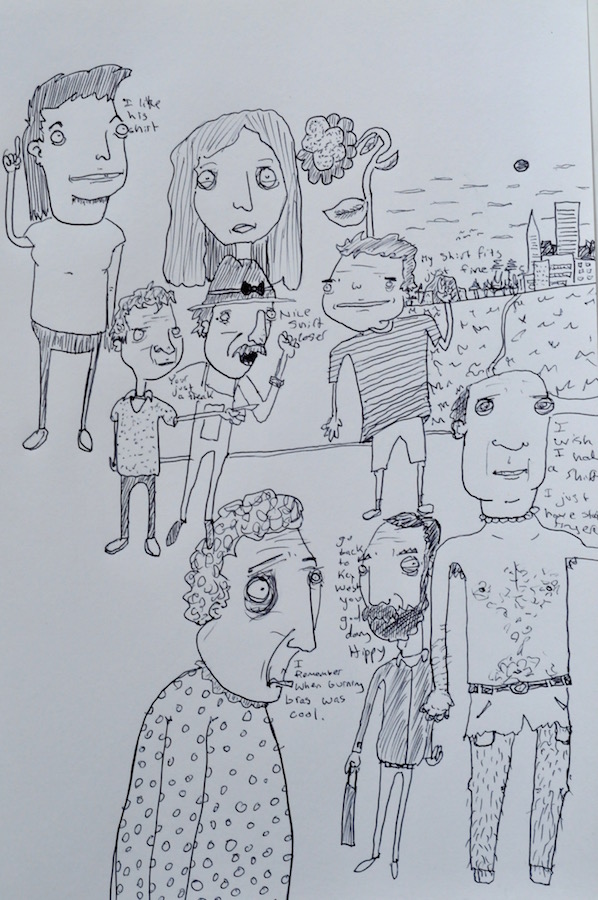 I like
his
shirt
My shirt fits
just
fine
Nice
shirt
loser
Your
just
a freak
I
wish
I had
a shirt
I just
have
fingers
go
back
to
Key
West
you
god
dang
Hippy
I
Remember
when burning
bras was
cool.